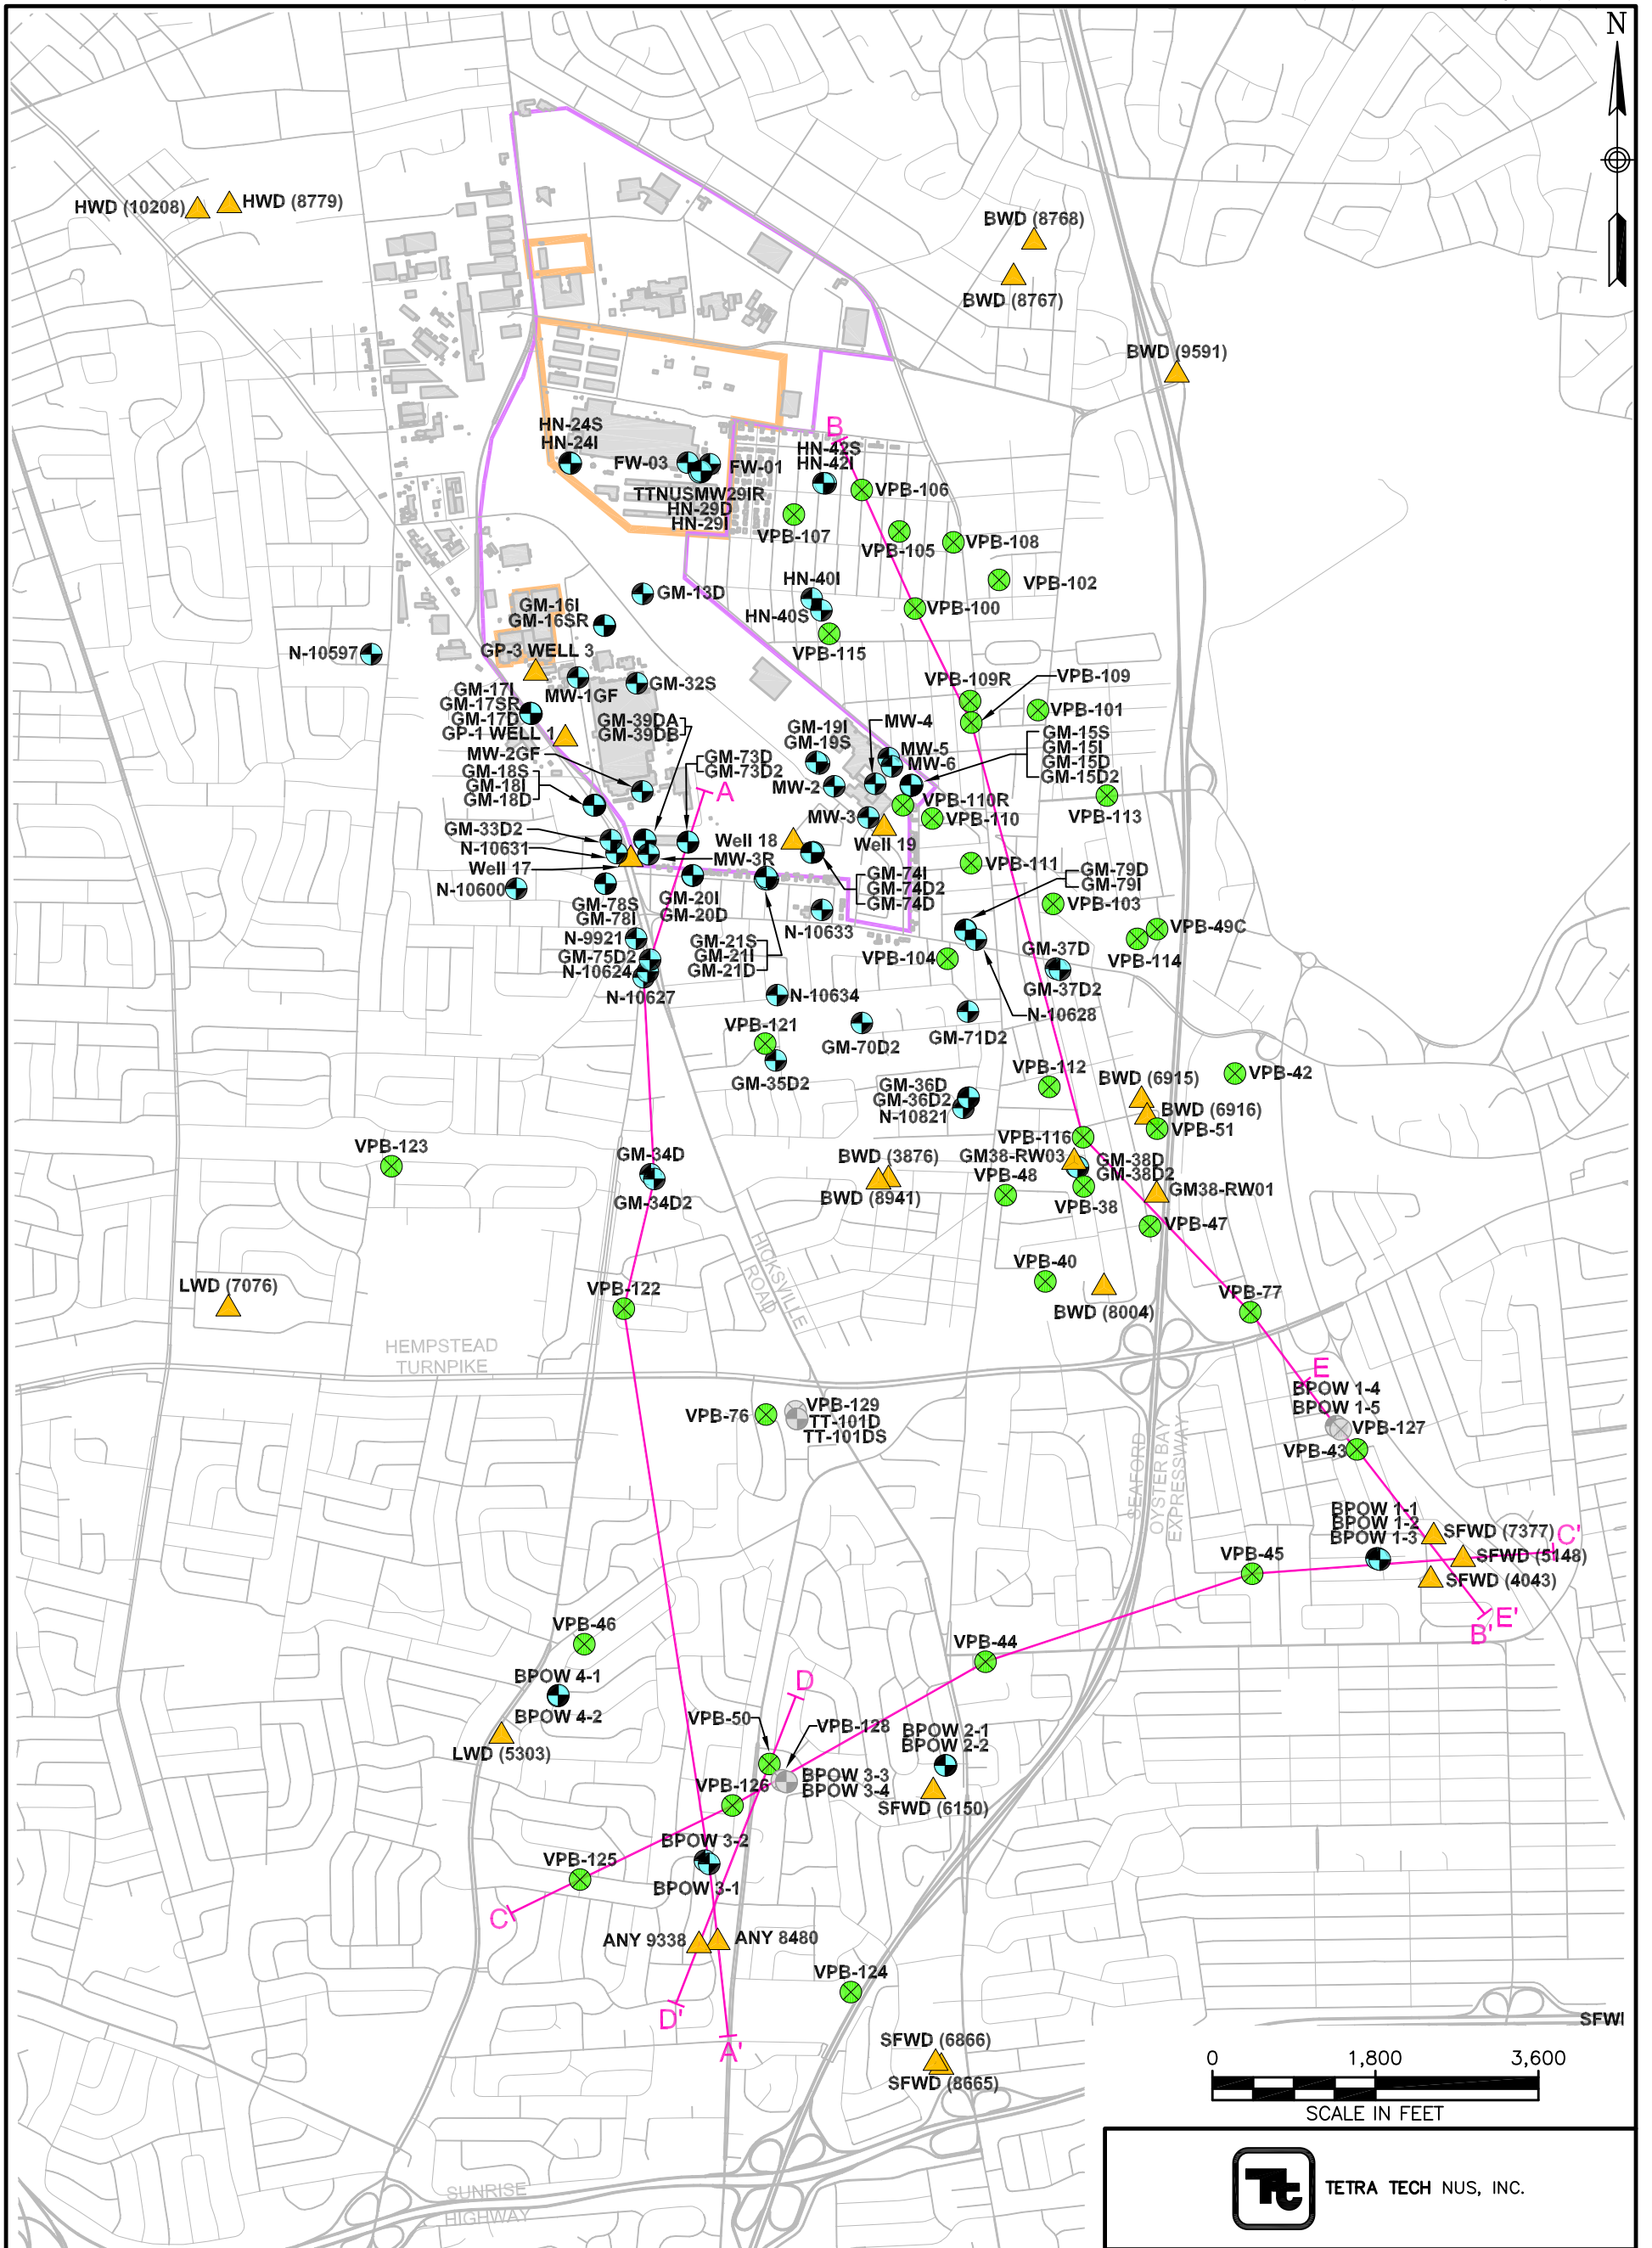 N
HWD (10208)
HWD (8779)
BWD (8768)
BWD (8767)
BWD (9591)
HN-24S
HN-24I
FW-03
FW-01
TTNUSMW29IR
HN-29D
HN-29I
B
HN-42S
HN-42I
VPB-106
VPB-107
VPB-105
VPB-108
VPB-102
HN-40I
HN-40S
VPB-100
VPB-115
GM-13D
GM-16I
GM-16SR
N-10597
GP-3 WELL 3
MW-1GF
GM-32S
GM-17I
GM-17SR
GM-17D
GP-1 WELL 1
GM-39DA
GM-39DB
MW-2GF
GM-18S
GM-18I
GM-18D
GM-73D
GM-73D2
A
VPB-109R
VPB-109
VPB-101
GM-19I
GM-19S
MW-4
MW-5
MW-6
GM-15S
GM-15I
GM-15D
GM-15D2
MW-2
MW-3
VPB-110R
VPB-110
VPB-113
GM-33D2
N-10631
Well 17
N-10600
MW-3R
Well 18
Well 19
VPB-111
GM-79D
GM-79I
GM-74I
GM-74D2
GM-74D
VPB-103
GM-78S
GM-78I
GM-20I
GM-20D
N-10633
N-9921
GM-75D2
N-10624
N-10627
GM-21S
GM-21I
GM-21D
VPB-104
GM-37D
GM-37D2
VPB-49C
VPB-114
N-10634
N-10628
GM-70D2
GM-71D2
VPB-121
GM-35D2
VPB-112
GM-36D
GM-36D2
N-10821
BWD (6915)
BWD (6916)
VPB-42
VPB-51
VPB-116
VPB-123
GM-34D
GM-34D2
BWD (3876)
BWD (8941)
GM38-RW03
GM-38D
GM-38D2
VPB-48
VPB-38
GM38-RW01
VPB-47
HICKSVILLE
ROAD
VPB-40
BWD (8004)
VPB-77
LWD (7076)
VPB-122
HEMPSTEAD
TURNPIKE
E
BPOW 1-4
BPOW 1-5
VPB-127
VPB-43
VPB-76
VPB-129
TT-101D
TT-101DS
SEAFORD
OYSTER BAY
EXPRESSWAY
BPOW 1-1
BPOW 1-2
BPOW 1-3
SFWD (7377)
C'
SFWD (5148)
SFWD (4043)
VPB-45
E'
B'
VPB-46
VPB-44
BPOW 4-1
BPOW 4-2
LWD (5303)
D
VPB-50
VPB-128
BPOW 2-1
BPOW 2-2
BPOW 3-3
BPOW 3-4
VPB-126
SFWD (6150)
BPOW 3-2
BPOW 3-1
VPB-125
C
ANY 9338
ANY 8480
VPB-124
D'
A'
SFWD (6866)
SFWD (8665)
SFWI
0 1,800 3,600
SCALE IN FEET
SUNRISE
HIGHWAY
Tt
TETRA TECH NUS, INC.